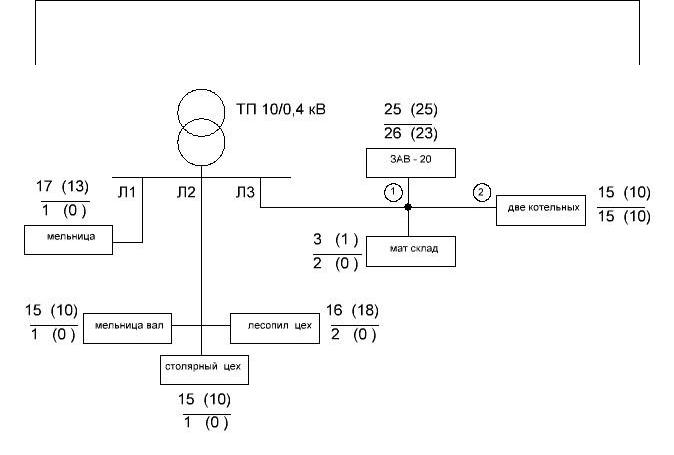 ТП 10/0,4 кВ
25 (25)
26 (23)
ЗАВ - 20
17 (13)
1 (0)
Л1
Л2
Л3
1
2
15 (10)
15 (10)
две котельных
мельница
3 (1)
2 (0)
мат склад
15 (10)
1 (0)
мельница вал
лесопил цех
16 (18)
2 (0)
столярный цех
15 (10)
1 (0)